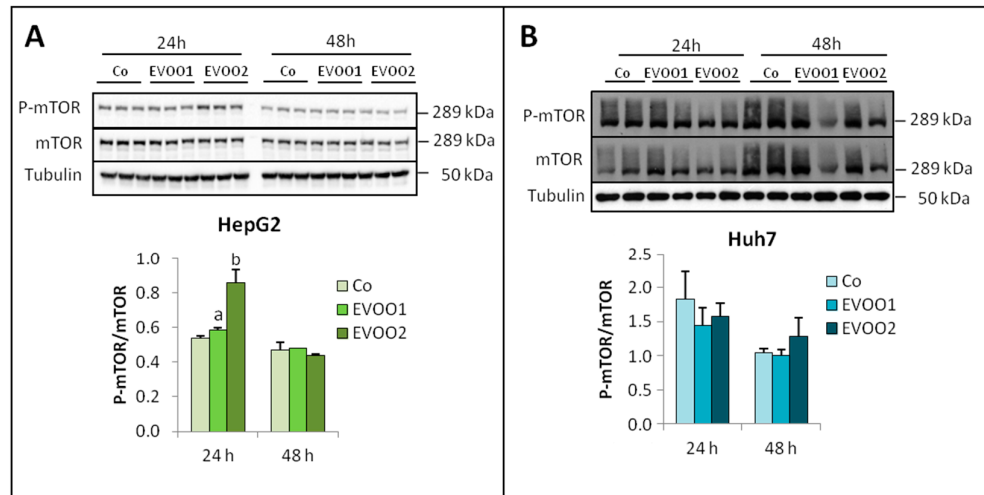 A
24h 48h
Co EVOO1 EVOO2 Co EVOO1 EVOO2
P-mTOR 289 kDa
mTOR 289 kDa
Tubulin 50 kDa
HepG2
P-mTOR/mTOR
1.0
0.8
0.6
0.4
0.2
0.0
a
b
24 h 48 h
Co
EVOO1
EVOO2
B
24h 48h
Co EVOO1 EVOO2 Co EVOO1 EVOO2
P-mTOR 289 kDa
mTOR 289 kDa
Tubulin 50 kDa
Huh7
P-mTOR/mTOR
2.5
2.0
1.5
1.0
0.5
0.0
24 h 48 h
Co
EVOO1
EVOO2